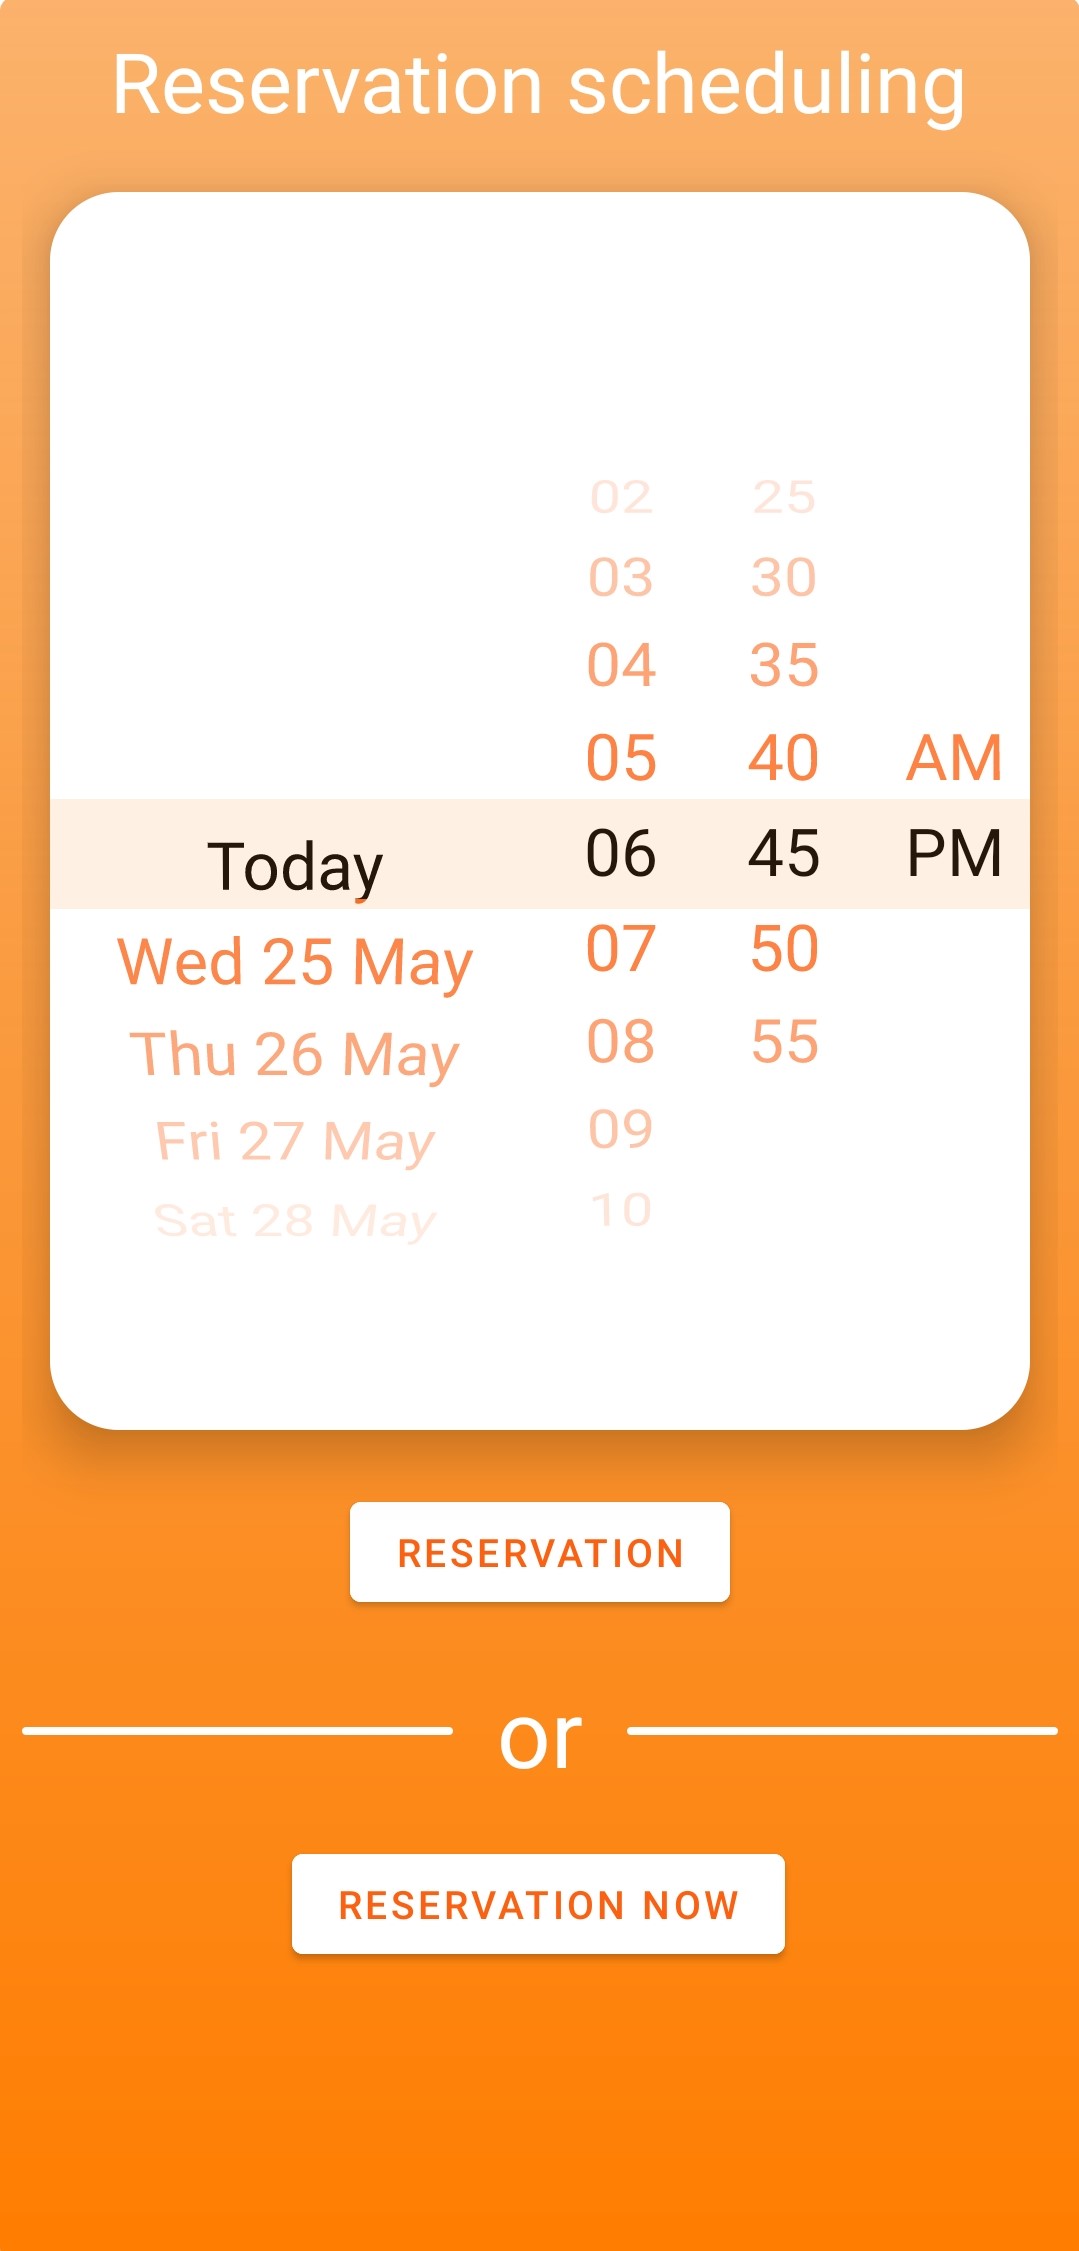 Reservation scheduling
02 25
03 30
04 35
05 40 AM
Today 06 45 PM
Wed 25 May 07 50
Thu 26 May 08 55
Fri 27 May 09
Sat 28 May 10
RESERVATION
or
RESERVATION NOW